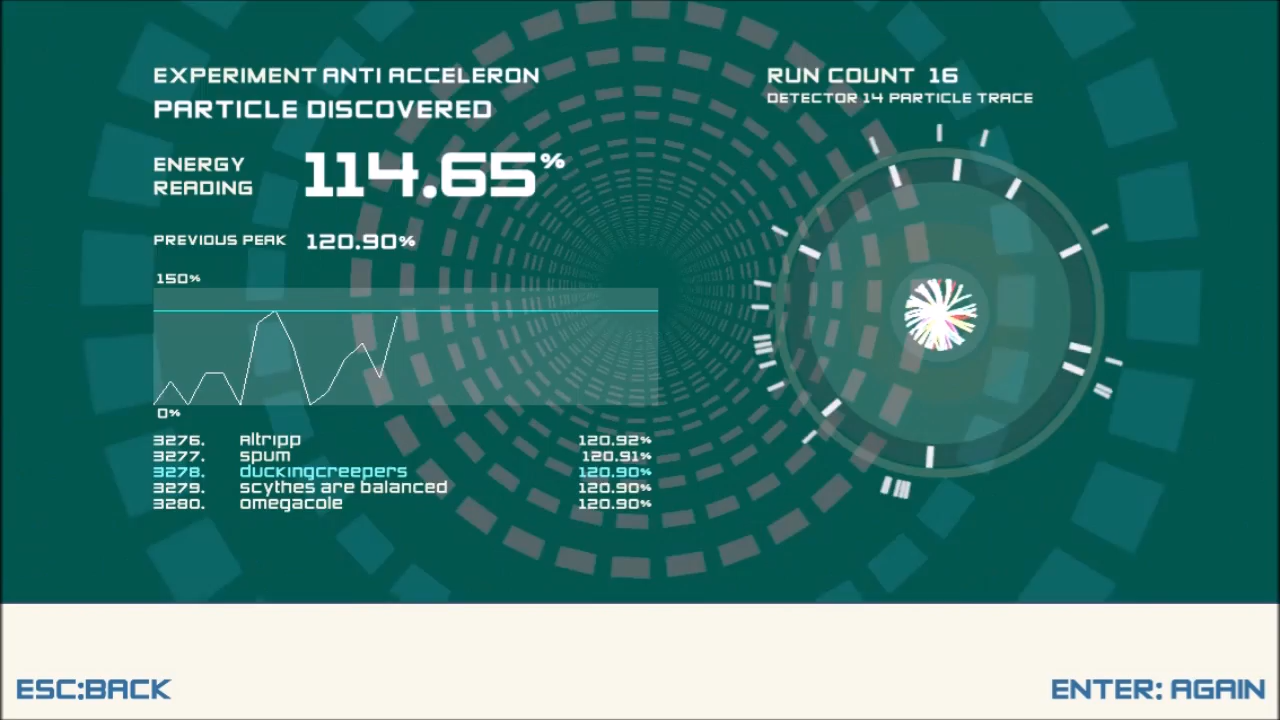 EXPERIMENT ANTI ACCELERON
PARTICLE DISCOVERED
ENERGY READING 114.65%
PREVIOUS PEAK 120.90%
150%
0%
3276. Altripp 120.92%
3277. spum 120.91%
3278. duckingcreepers 120.90%
3279. scythes are balanced 120.90%
3280. omegacole 120.90%
RUN COUNT 16
DETECTOR 14 PARTICLE TRACE
ESC:BACK
ENTER: AGAIN